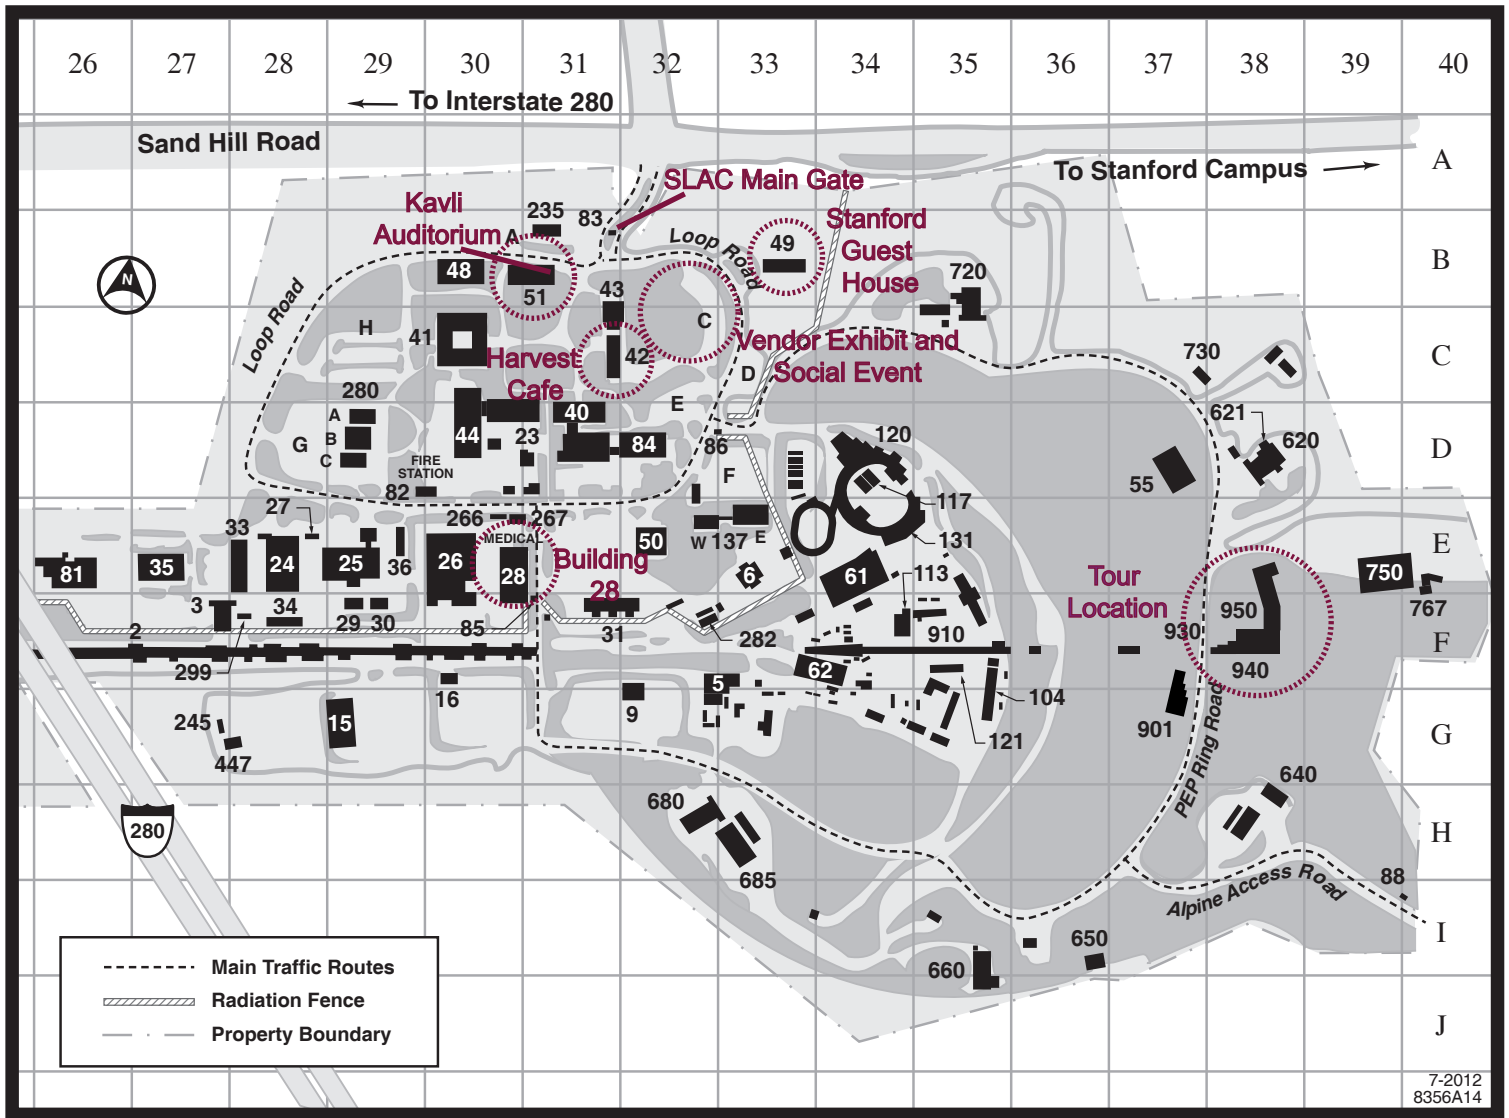 26 27 28 29 30 31 32 33 34 35 36 37 38 39 40
To Interstate 280
Sand Hill Road
A
To Stanford Campus
SLAC Main Gate
Kavli
Auditorium
235
83
A
Stanford
Guest
House
49
Loop Road
B
48
51
720
43
Loop Road
H
41
C
42
Harvest
Cafe
Vendor Exhibit and
Social Event
730
C
D
280
A
B
C
G
44
23
40
E
84
86
120
621
620
D
FIRE
STATION
82
F
55
117
27
33
266
267
MEDICAL
W
137
E
131
E
81
35
24
25
36
26
28
Building
28
50
6
61
113
Tour
Location
750
767
3
34
29
30
85
31
282
910
930
950
940
F
2
299
16
62
5
9
104
121
245
447
15
901
PEP Ring Road
G
280
680
685
640
H
Alpine Access Road
88
650
660
I
Main Traffic Routes
Radiation Fence
Property Boundary
J
N
7-2012
8356A14